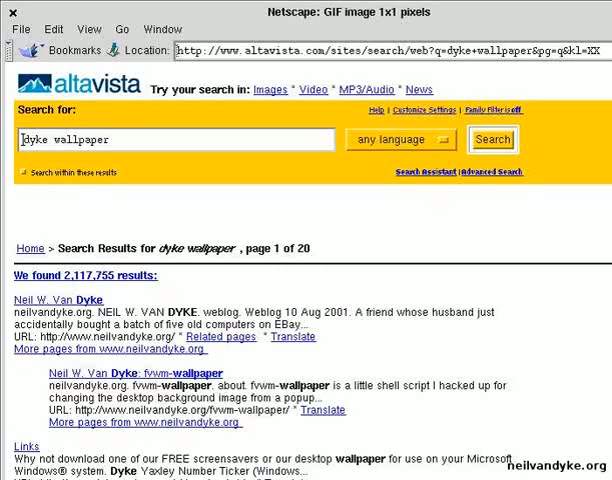 Netscape: GIF image 1x1 pixels
File Edit View Go Window
Bookmarks Location: http://www.altavista.com/sites/search/web?q=dyke+wallpaper&pg=q&kl=XX
altavista Try your search in: Images * Video * MP3/Audio * News
Search for: Help | Customize Settings | Family Filter is off
dyke wallpaper any language Search
Search within these results Search Assistant | Advanced Search
Home > Search Results for dyke wallpaper , page 1 of 20
We found 2,117,755 results:
Neil W. Van Dyke
neilvandyke.org. NEIL W. VAN DYKE. weblog. Weblog 10 Aug 2001. A friend whose husband just
accidentally bought a batch of five old computers on EBay...
URL: http://www.neilvandyke.org/ * Related pages * Translate
More pages from www.neilvandyke.org
Neil W. Van Dyke: fvwm-wallpaper
neilvandyke.org. fvwm-wallpaper. about. fvwm-wallpaper is a little shell script I hacked up for
changing the desktop background image from a popup...
URL: http://www.neilvandyke.org/fvwm-wallpaper/ * Translate
More pages from www.neilvandyke.org
Links
Why not download one of our FREE screensavers or our desktop wallpaper for use on your Microsoft
Windows® system. Dyke Yaxley Number Ticker (Windows...
neilvandyke.org